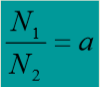 N₁/N₂ = a